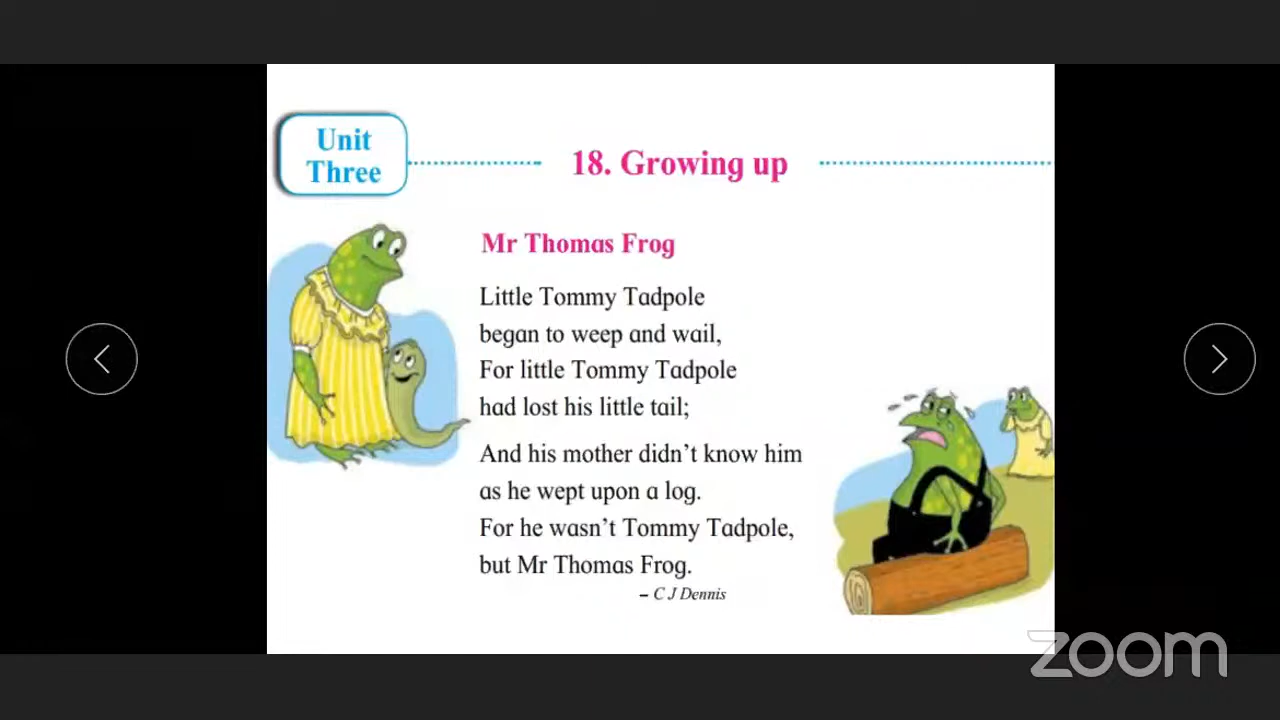 Unit
Three
18. Growing up
Mr Thomas Frog
Little Tommy Tadpole
began to weep and wail,
For little Tommy Tadpole
had lost his little tail;
And his mother didn't know him
as he wept upon a log.
For he wasn't Tommy Tadpole,
but Mr Thomas Frog.
– C J Dennis
zoom